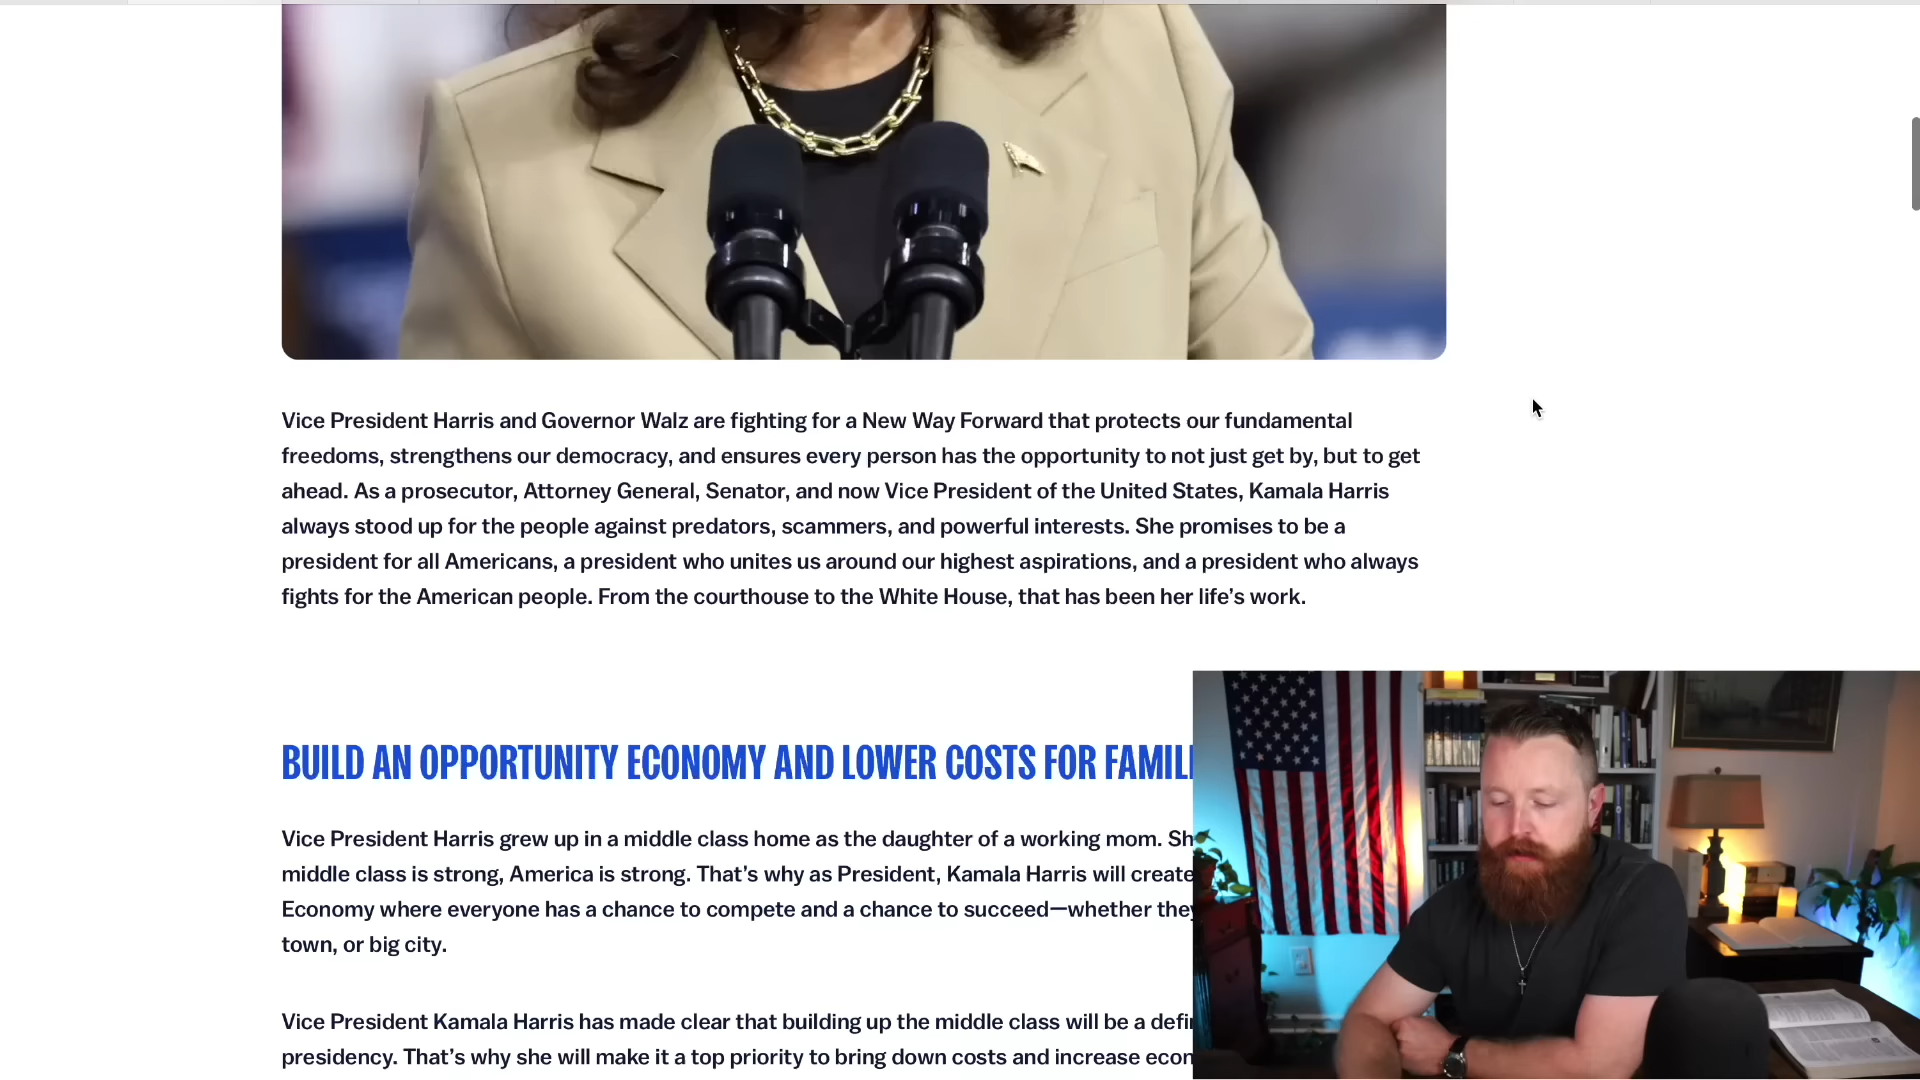 Vice President Harris and Governor Walz are fighting for a New Way Forward that protects our fundamental
freedoms, strengthens our democracy, and ensures every person has the opportunity to not just get by, but to get
ahead. As a prosecutor, Attorney General, Senator, and now Vice President of the United States, Kamala Harris
always stood up for the people against predators, scammers, and powerful interests. She promises to be a
president for all Americans, a president who unites us around our highest aspirations, and a president who always
fights for the American people. From the courthouse to the White House, that has been her life’s work.
BUILD AN OPPORTUNITY ECONOMY AND LOWER COSTS FOR FAMIL
Vice President Harris grew up in a middle class home as the daughter of a working mom. Sh
middle class is strong, America is strong. That’s why as President, Kamala Harris will create
Economy where everyone has a chance to compete and a chance to succeed—whether they
town, or big city.
Vice President Kamala Harris has made clear that building up the middle class will be a defi
presidency. That’s why she will make it a top priority to bring down costs and increase econ